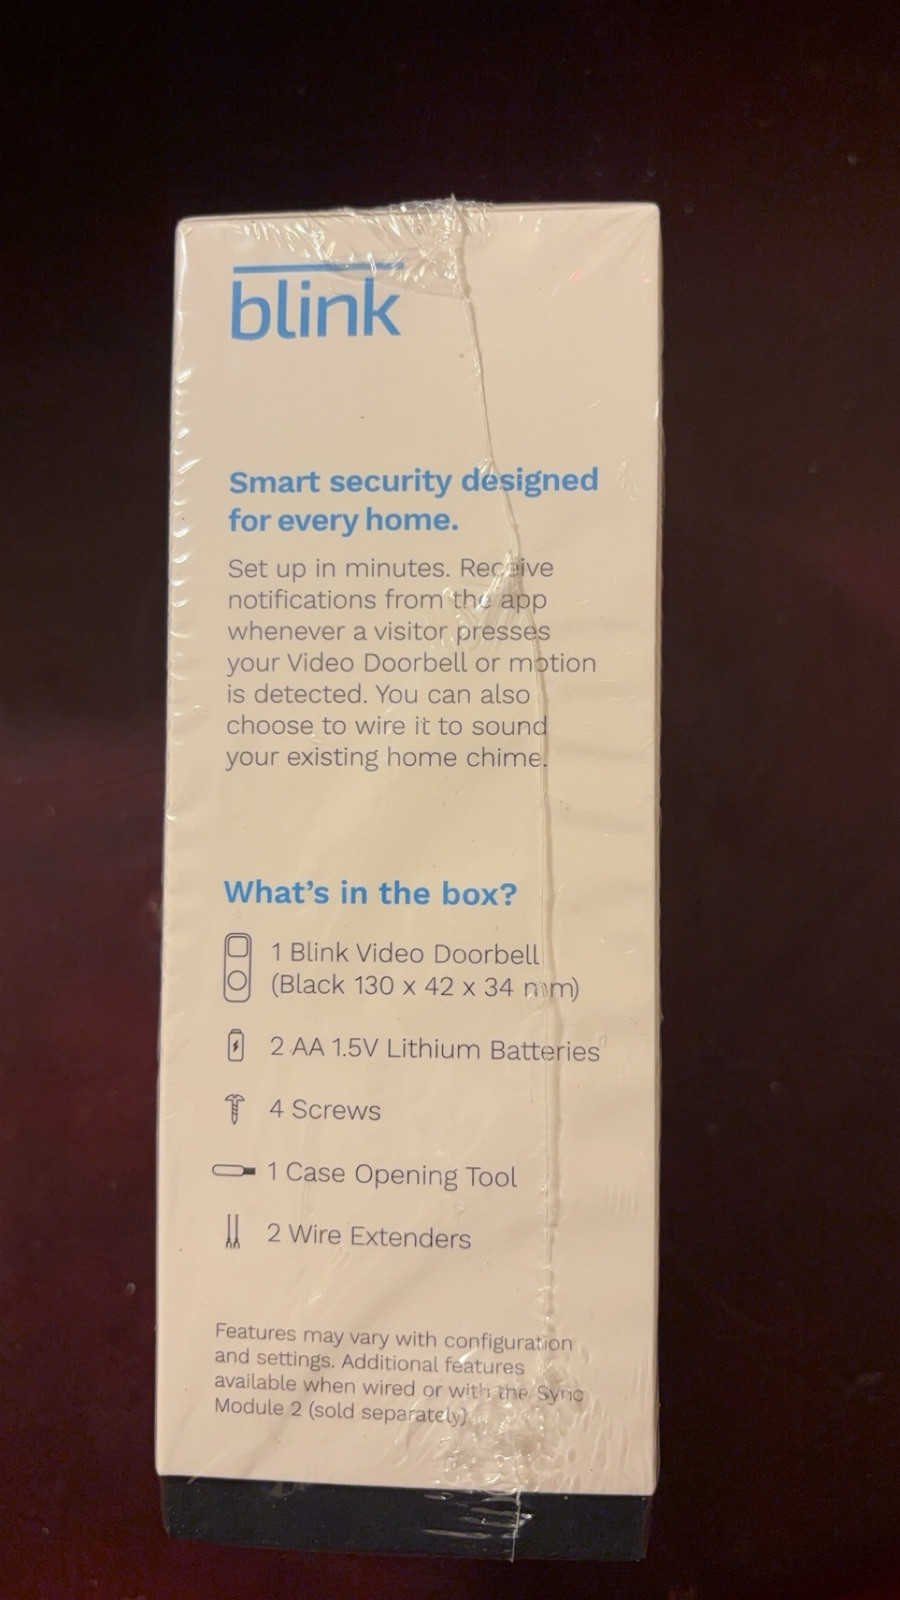 blink
Smart security designed
for every home.
Set up in minutes. Receive
notifications from the app
whenever a visitor presses
your Video Doorbell or motion
is detected. You can also
choose to wire it to sound
your existing home chime.
What's in the box?
1 Blink Video Doorbell
(Black 130 x 42 x 34 mm)
2 AA 1.5V Lithium Batteries
4 Screws
1 Case Opening Tool
2 Wire Extenders
Features may vary with configuration
and settings. Additional features
available when wired or with the Sync
Module 2 (sold separately)